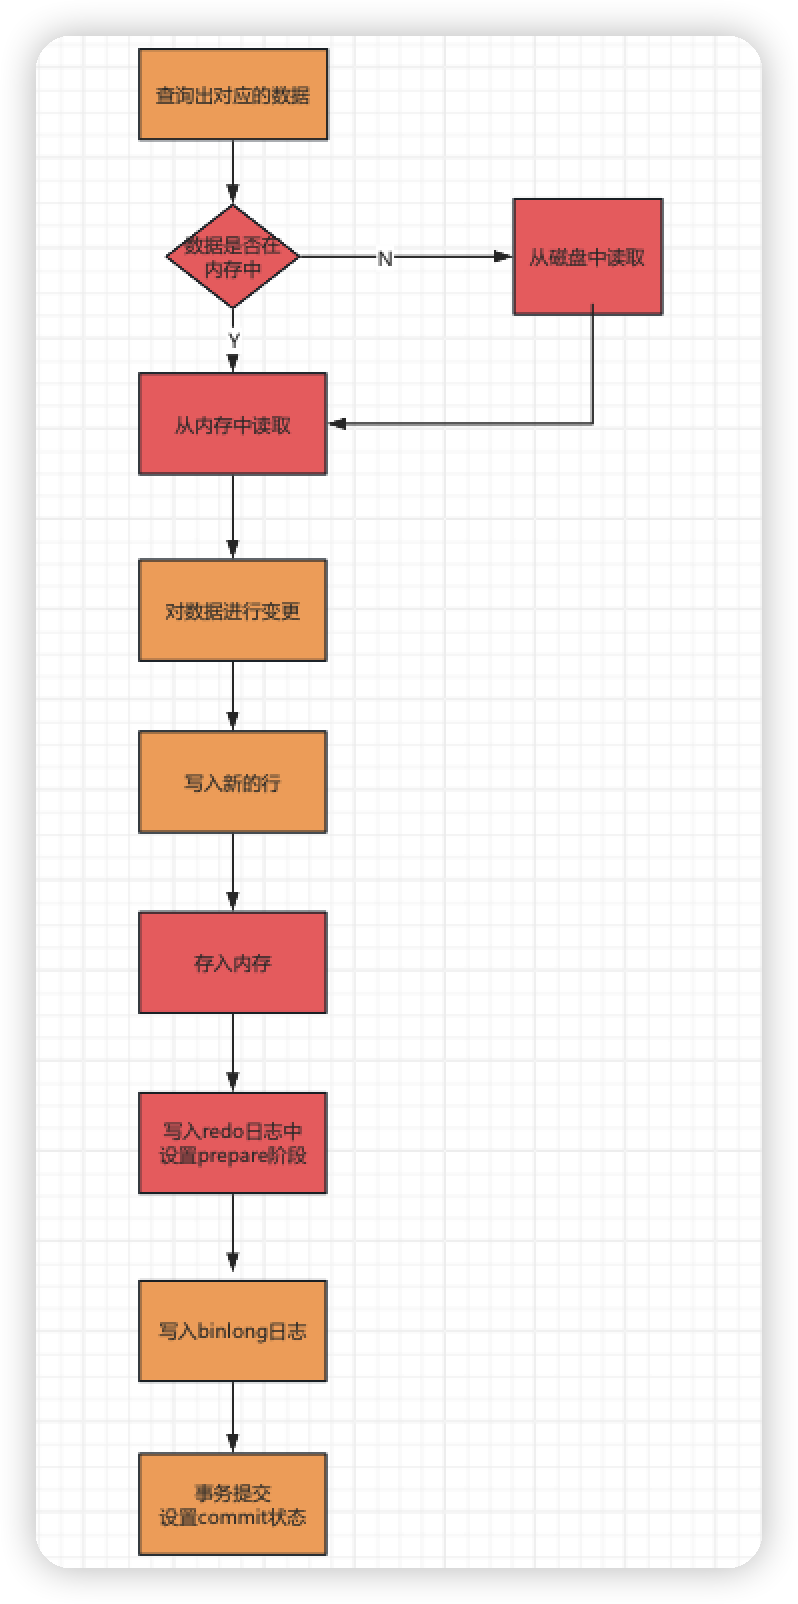 查询出对应的数据
数据是否在
内存中
N
从磁盘中读取
Y
从内存中读取
对数据进行变更
写入新的行
存入内存
写入redo日志中
设置prepare阶段
写入binlong日志
事务提交
设置commit状态